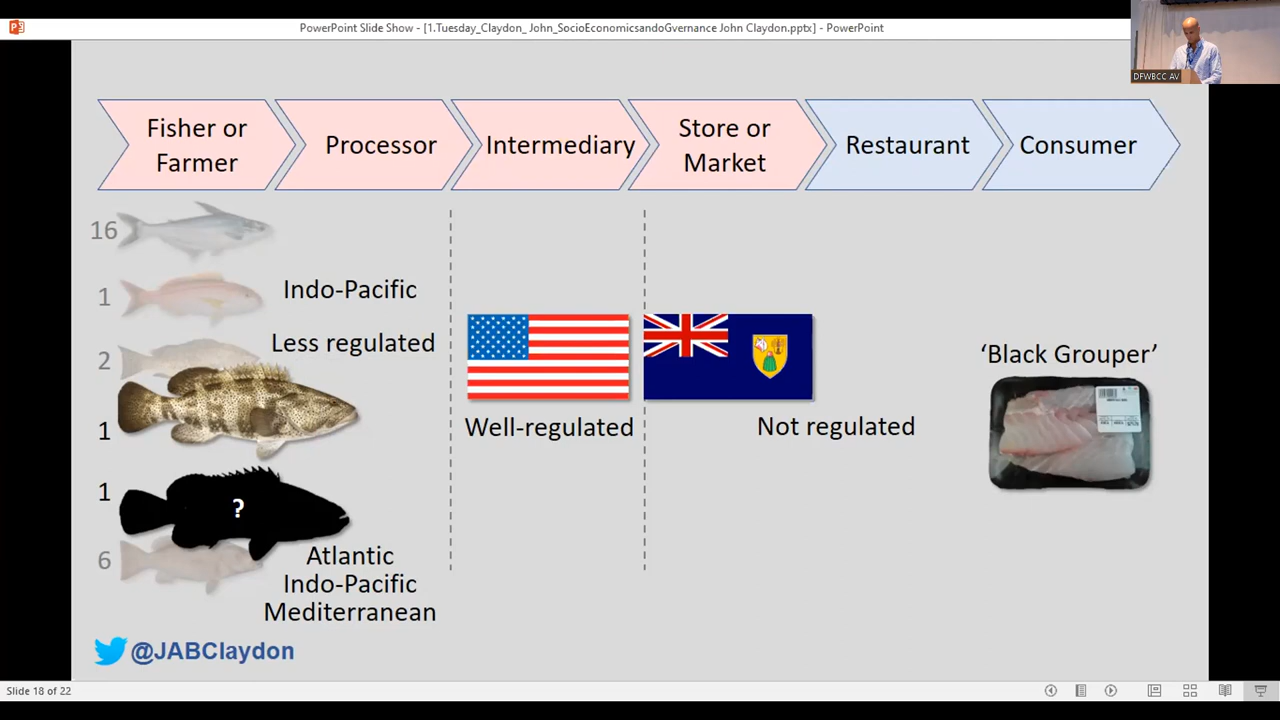 PowerPoint Slide Show - [1.Tuesday_Claydon_ John_SocioEconomicsandoGvernance John Claydon.pptx] - PowerPoint
DFWBCC AV
Fisher or
Farmer
Processor
Intermediary
Store or
Market
Restaurant
Consumer
16
1
Indo-Pacific
Less regulated
2
1
Well-regulated
Not regulated
‘Black Grouper’
1
?
6
Atlantic
Indo-Pacific
Mediterranean
@JABClaydon
Slide 18 of 22